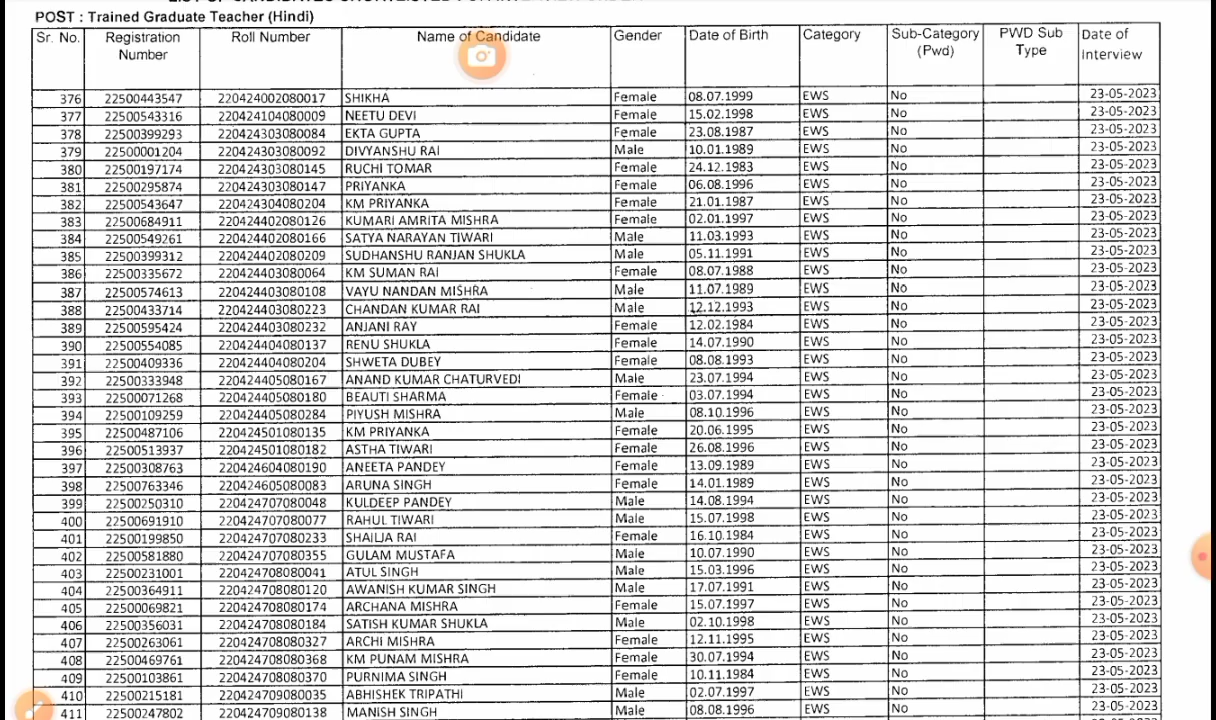 POST : Trained Graduate Teacher (Hindi)
Sr. No. Registration Number Roll Number Name of Candidate Gender Date of Birth Category Sub-Category (Pwd) PWD Sub Type Date of Interview
376 22500443547 220424002080017 SHIKHA Female 08.07.1999 EWS No 23-05-2023
377 22500543316 220424104080009 NEETU DEVI Female 15.02.1998 EWS No 23-05-2023
378 22500399293 220424303080084 EKTA GUPTA Female 23.08.1987 EWS No 23-05-2023
379 22500001204 220424303080092 DIVYANSHU RAI Male 10.01.1989 EWS No 23-05-2023
380 22500197174 220424303080145 RUCHI TOMAR Female 24.12.1983 EWS No 23-05-2023
381 22500295874 220424303080147 PRIYANKA Female 06.08.1996 EWS No 23-05-2023
382 22500543647 220424304080204 KM PRIYANKA Female 21.01.1987 EWS No 23-05-2023
383 22500684911 220424402080126 KUMARI AMRITA MISHRA Female 02.01.1997 EWS No 23-05-2023
384 22500549261 220424402080166 SATYA NARAYAN TIWARI Male 11.03.1993 EWS No 23-05-2023
385 22500399312 220424402080209 SUDHANSHU RANJAN SHUKLA Male 05.11.1991 EWS No 23-05-2023
386 22500335672 220424403080064 KM SUMAN RAI Female 08.07.1988 EWS No 23-05-2023
387 22500574613 220424403080108 VAYU NANDAN MISHRA Male 11.07.1989 EWS No 23-05-2023
388 22500433714 220424403080223 CHANDAN KUMAR RAI Male 12.12.1993 EWS No 23-05-2023
389 22500595424 220424403080232 ANJANI RAY Female 12.02.1984 EWS No 23-05-2023
390 22500554085 220424404080137 RENU SHUKLA Female 14.07.1990 EWS No 23-05-2023
391 22500409336 220424404080204 SHWETA DUBEY Female 08.08.1993 EWS No 23-05-2023
392 22500333948 220424405080167 ANAND KUMAR CHATURVEDI Male 23.07.1994 EWS No 23-05-2023
393 22500071268 220424405080180 BEAUTI SHARMA Female 03.07.1994 EWS No 23-05-2023
394 22500109259 220424405080284 PIYUSH MISHRA Male 08.10.1996 EWS No 23-05-2023
395 22500487106 220424501080135 KM PRIYANKA Female 20.06.1995 EWS No 23-05-2023
396 22500513937 220424501080182 ASTHA TIWARI Female 26.08.1996 EWS No 23-05-2023
397 22500308763 220424604080190 ANEETA PANDEY Female 13.09.1989 EWS No 23-05-2023
398 22500763346 220424605080083 ARUNA SINGH Female 14.01.1989 EWS No 23-05-2023
399 22500250310 220424707080048 KULDEEP PANDEY Male 14.08.1994 EWS No 23-05-2023
400 22500691910 220424707080077 RAHUL TIWARI Male 15.07.1998 EWS No 23-05-2023
401 22500199850 220424707080233 SHAILJA RAI Female 16.10.1984 EWS No 23-05-2023
402 22500581880 220424707080355 GULAM MUSTAFA Male 10.07.1990 EWS No 23-05-2023
403 22500231001 220424708080041 ATUL SINGH Male 15.03.1996 EWS No 23-05-2023
404 22500364911 220424708080120 AWANISH KUMAR SINGH Male 17.07.1991 EWS No 23-05-2023
405 22500069821 220424708080174 ARCHANA MISHRA Female 15.07.1997 EWS No 23-05-2023
406 22500356031 220424708080184 SATISH KUMAR SHUKLA Male 02.10.1998 EWS No 23-05-2023
407 22500263061 220424708080327 ARCHI MISHRA Female 12.11.1995 EWS No 23-05-2023
408 22500469761 220424708080368 KM PUNAM MISHRA Female 30.07.1994 EWS No 23-05-2023
409 22500103861 220424708080370 PURNIMA SINGH Female 10.11.1984 EWS No 23-05-2023
410 22500215181 220424709080035 ABHISHEK TRIPATHI Male 02.07.1997 EWS No 23-05-2023
411 22500247802 220424709080138 MANISH SINGH Male 08.08.1996 EWS No 23-05-2023